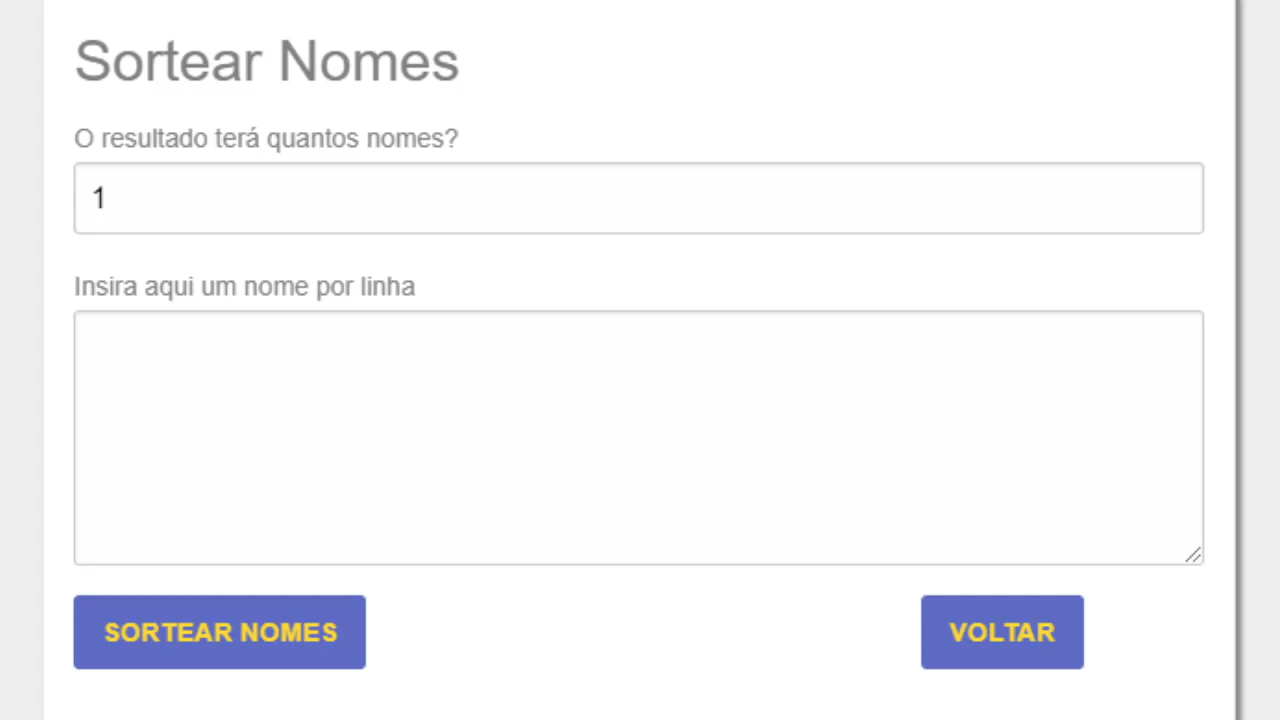 Sortear Nomes
O resultado terá quantos nomes?
1
Insira aqui um nome por linha
SORTEAR NOMES
VOLTAR